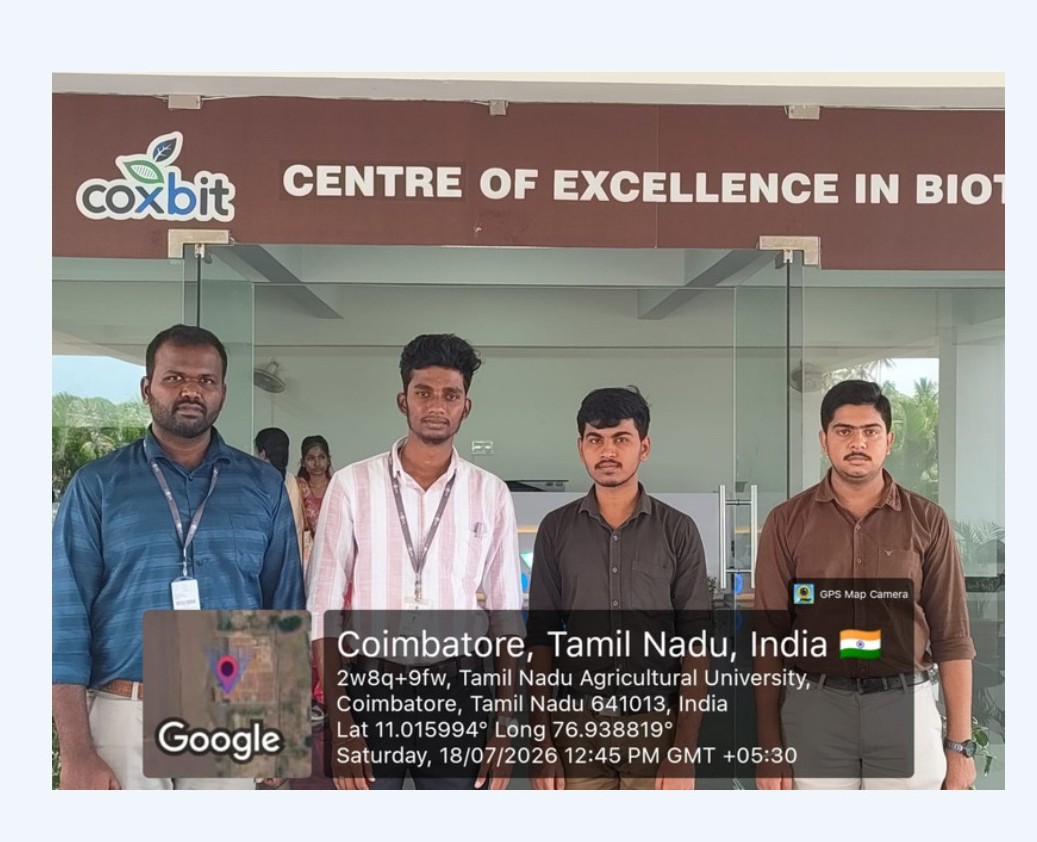 coxbit
CENTRE OF EXCELLENCE IN BIOT
GPS Map Camera
Coimbatore, Tamil Nadu, India
2w8q+9fw, Tamil Nadu Agricultural University,
Coimbatore, Tamil Nadu 641013, India
Lat 11.015994° Long 76.938819°
Saturday, 18/07/2026 12:45 PM GMT +05:30
Google